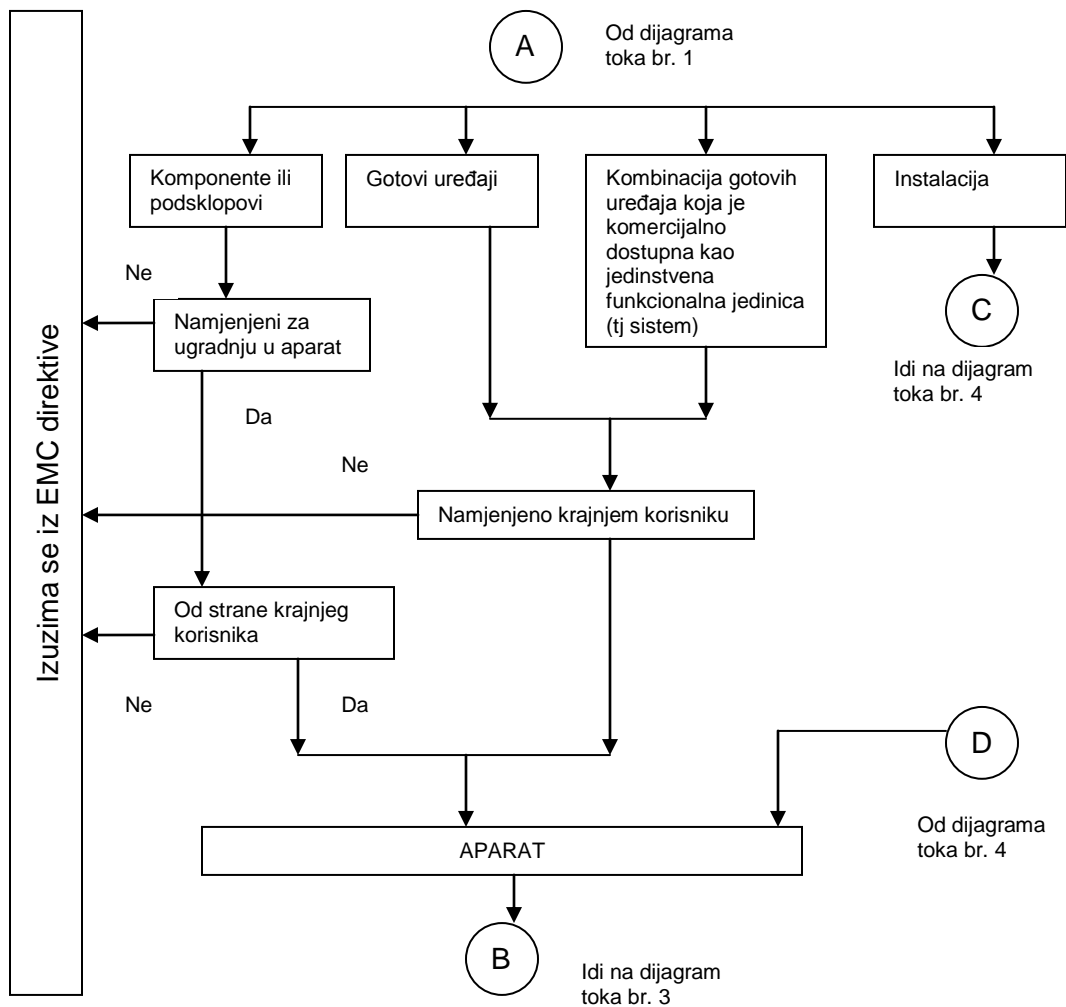 A
Od dijagrama
toka br. 1
Komponente ili
podsklopovi
Gotovi uređaji
Kombinacija gotovih
uređaja koja je
komercijalno
dostupna kao
jedinstvena
funkcionalna jedinica
(tj sistem)
Instalacija
Ne
C
Namjenjeni za
ugradnju u aparat
Idi na dijagram
toka br. 4
Da
Ne
Namjenjeno krajnjem korisniku
Izuzima se iz EMC direktive
Od strane krajnjeg
korisnika
Ne
Da
D
Od dijagrama
toka br. 4
APARAT
B
Idi na dijagram
toka br. 3